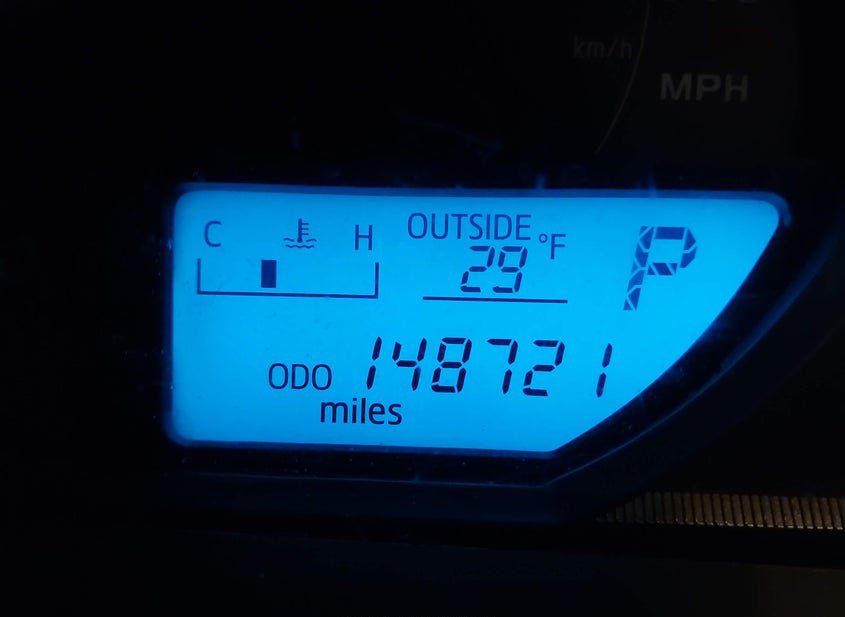 km/h
MPH
C H OUTSIDE °F P
29
ODO 148721
miles